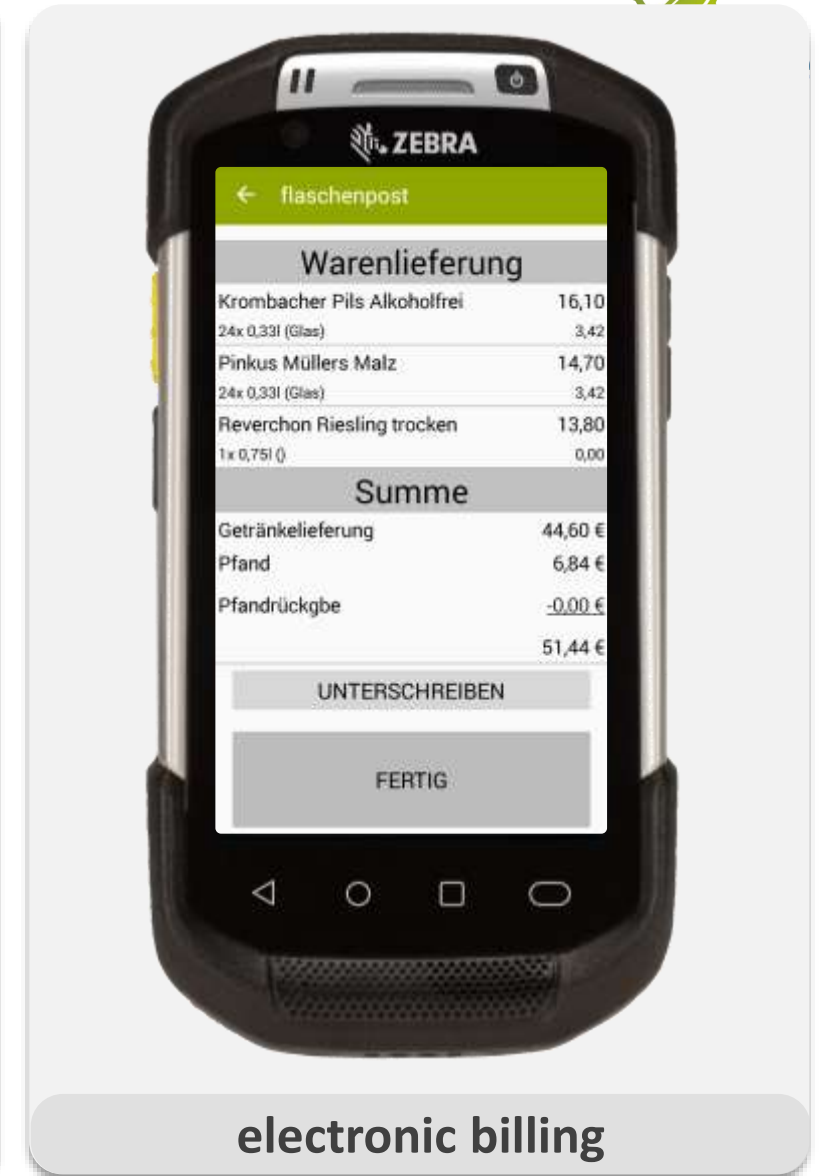 ZEBRA
flaschenpost
Warenlieferung
Krombacher Pils Alkoholfrei 16,10
24x 0,33l (Glas) 3,42
Pinkus Müllers Malz 14,70
24x 0,33l (Glas) 3,42
Reverchon Riesling trocken 13,80
1x 0,75l () 0,00
Summe
Getränkelieferung 44,60 €
Pfand 6,84 €
Pfandrückgbe -0,00 €
51,44 €
UNTERSCHREIBEN
FERTIG
electronic billing